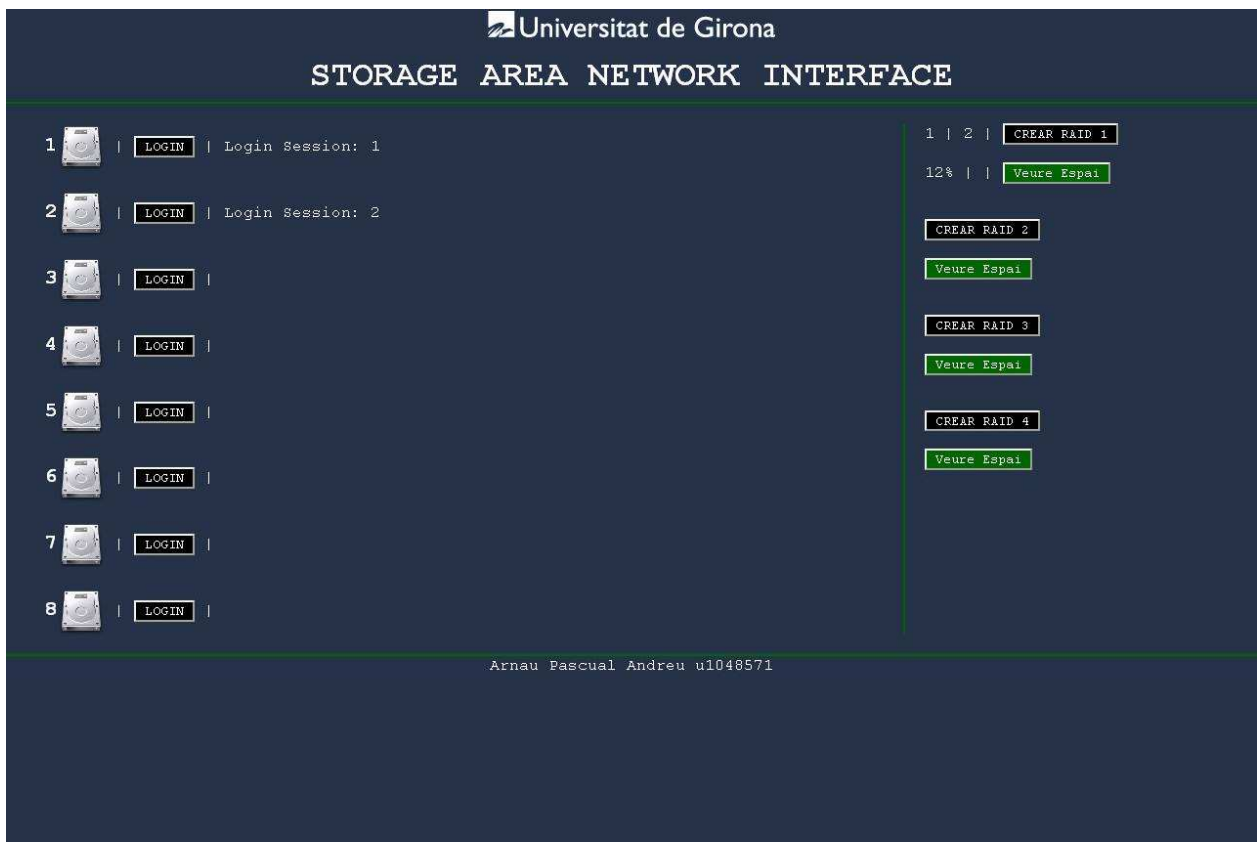 Universitat de Girona
STORAGE AREA NETWORK INTERFACE
1 | LOGIN | Login Session: 1
2 | LOGIN | Login Session: 2
3 | LOGIN |
4 | LOGIN |
5 | LOGIN |
6 | LOGIN |
7 | LOGIN |
8 | LOGIN |
1 | 2 | CREAR RAID 1
12% | | Veure Espai
CREAR RAID 2
Veure Espai
CREAR RAID 3
Veure Espai
CREAR RAID 4
Veure Espai
Arnau Pascual Andreu u1048571